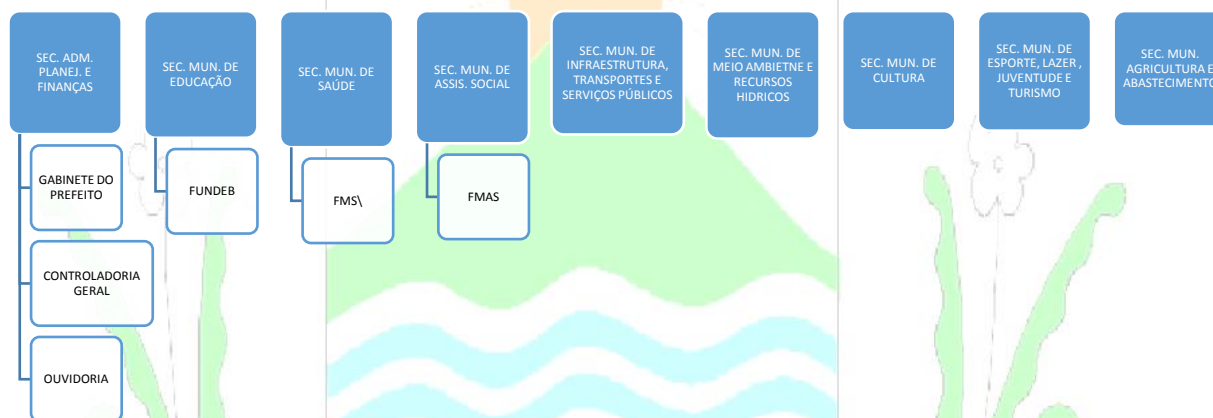 SEC. ADM.
PLANEJ. E
FINANÇAS
SEC. MUN. DE
EDUCAÇÃO
SEC. MUN. DE
SAÚDE
SEC. MUN. DE
ASSIS. SOCIAL
SEC. MUN. DE
INFRAESTRUTURA,
TRANSPORTES E
SERVIÇOS PÚBLICOS
SEC. MUN. DE
MEIO AMBIETNE E
RECURSOS
HIDRICOS
SEC. MUN. DE
CULTURA
SEC. MUN. DE
ESPORTE, LAZER ,
JUVENTUDE E
TURISMO
SEC. MUN.
AGRICULTURA E
ABASTECIMENTO
GABINETE DO
PREFEITO
CONTROLADORIA
GERAL
OUVIDORIA
FUNDEB
FMS\
FMAS